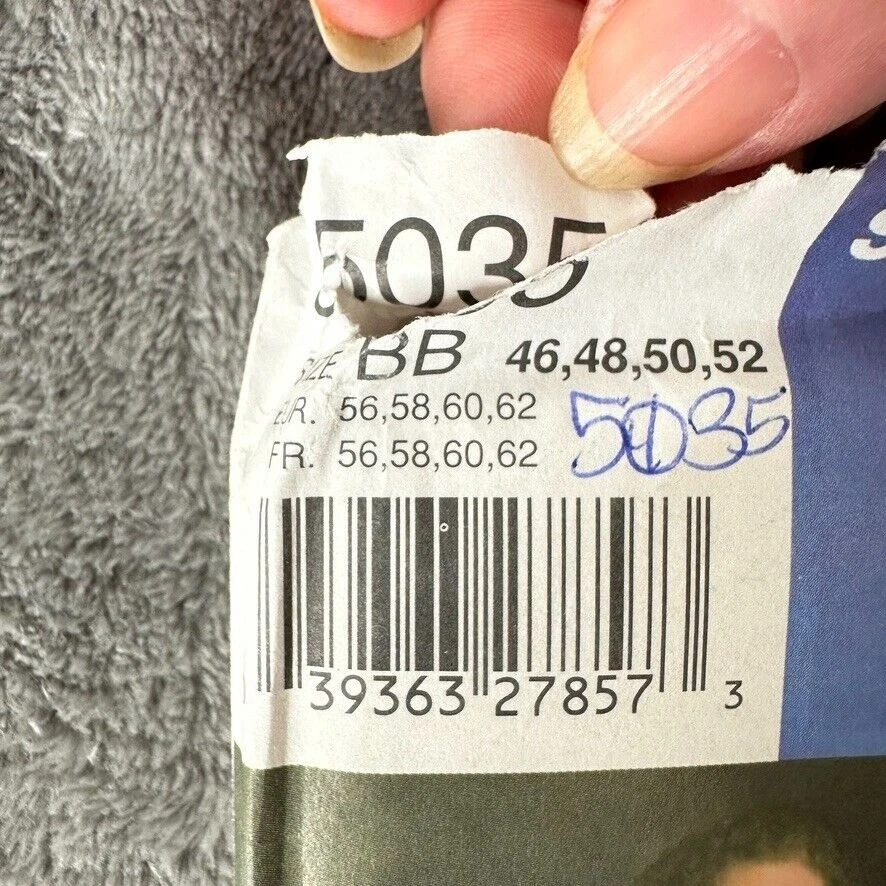 5035
SIZE BB 46,48,50,52
EUR. 56,58,60,62
FR. 56,58,60,62 5035
39363 27857 3